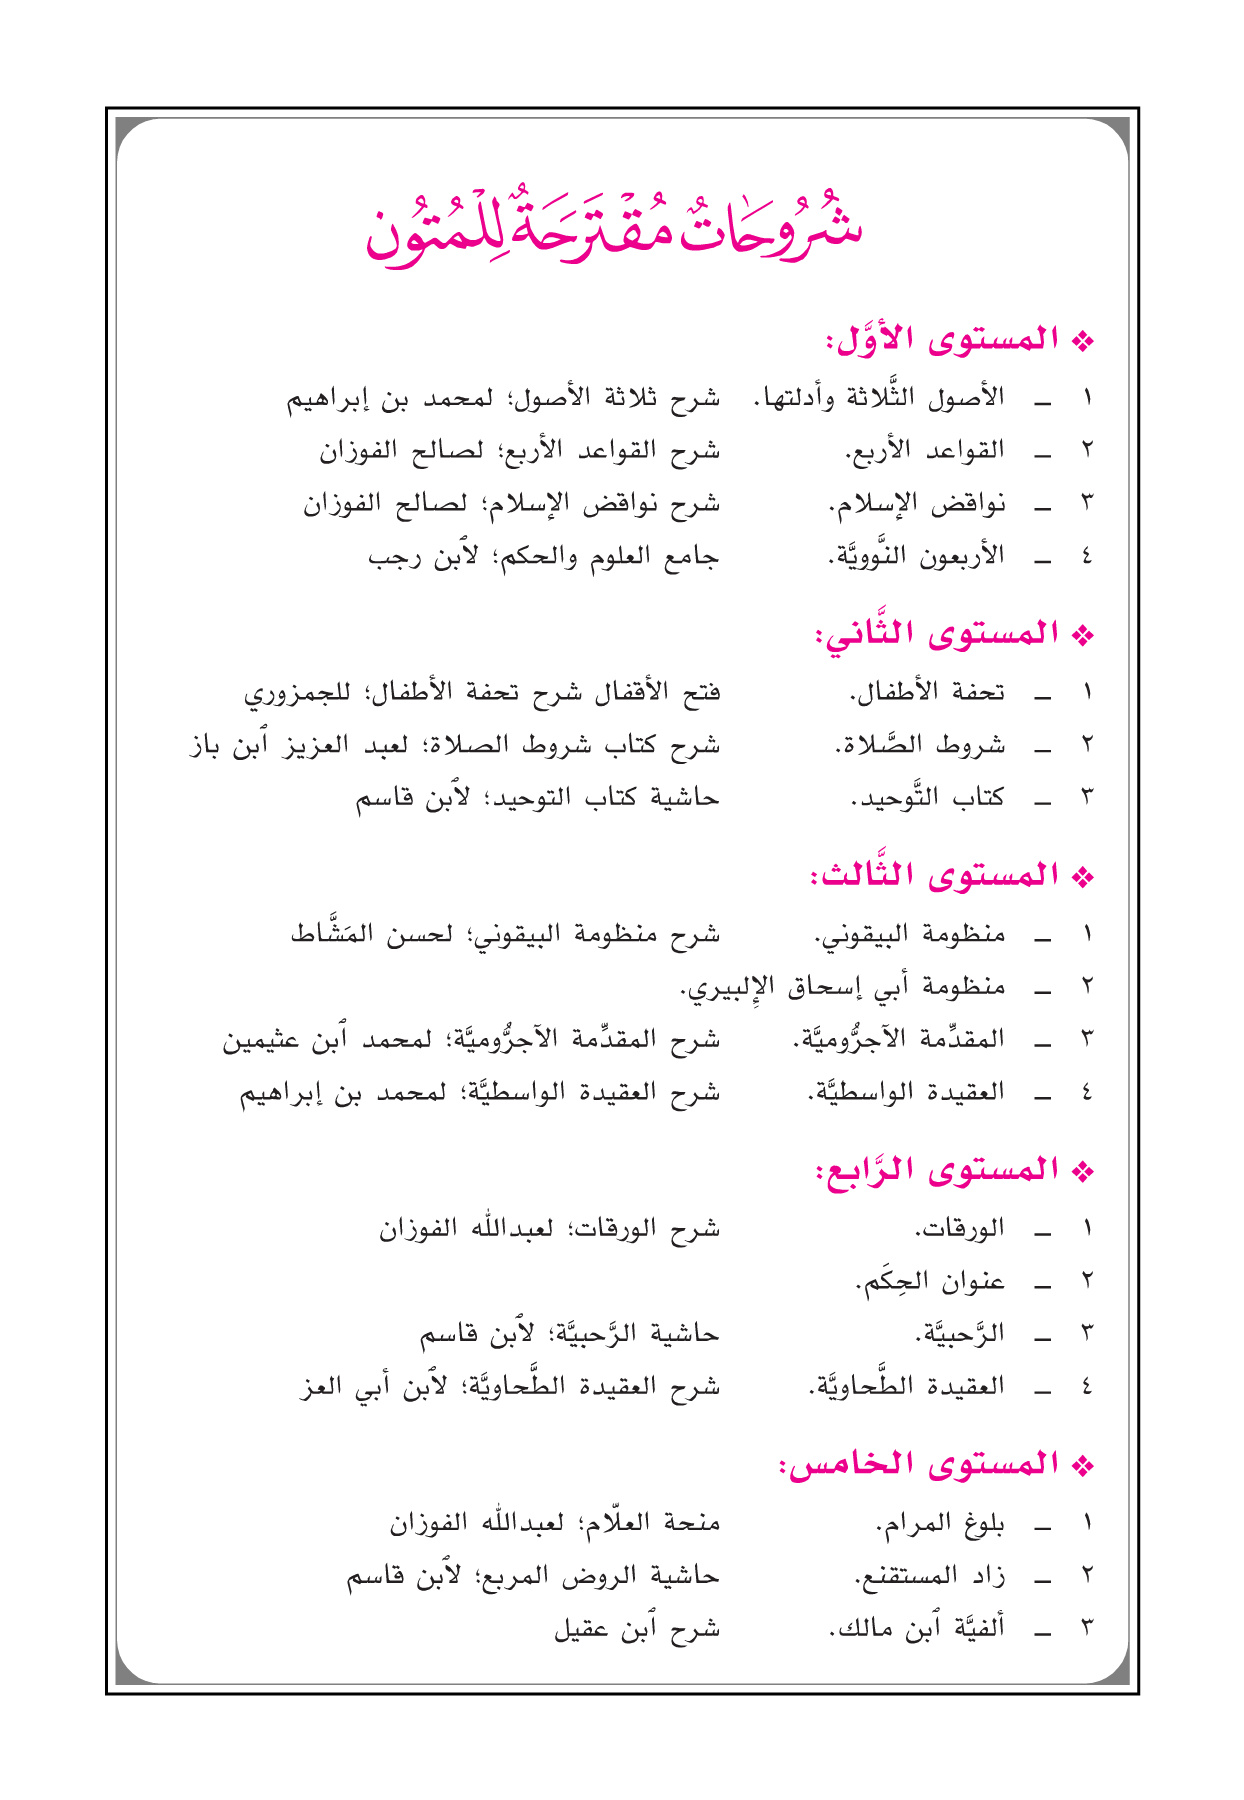 شُرُوحَاتٌ مُقْتَرَحَةٌ لِلْمُتُون
❖ المستوى الأوَّل:
١ ـ الأصول الثَّلاثة وأدلتها. شرح ثلاثة الأصول؛ لمحمد بن إبراهيم
٢ ـ القواعد الأربع. شرح القواعد الأربع؛ لصالح الفوزان
٣ ـ نواقض الإسلام. شرح نواقض الإسلام؛ لصالح الفوزان
٤ ـ الأربعون النَّوويَّة. جامع العلوم والحكم؛ لٱبن رجب
❖ المستوى الثَّاني:
١ ـ تحفة الأطفال. فتح الأقفال شرح تحفة الأطفال؛ للجمزوري
٢ ـ شروط الصَّلاة. شرح كتاب شروط الصلاة؛ لعبد العزيز ٱبن باز
٣ ـ كتاب التَّوحيد. حاشية كتاب التوحيد؛ لٱبن قاسم
❖ المستوى الثَّالث:
١ ـ منظومة البيقوني. شرح منظومة البيقوني؛ لحسن المَشَّاط
٢ ـ منظومة أبي إسحاق الإِلبيري.
٣ ـ المقدِّمة الآجرُّوميَّة. شرح المقدِّمة الآجرُّوميَّة؛ لمحمد ٱبن عثيمين
٤ ـ العقيدة الواسطيَّة. شرح العقيدة الواسطيَّة؛ لمحمد بن إبراهيم
❖ المستوى الرَّابع:
١ ـ الورقات. شرح الورقات؛ لعبدالله الفوزان
٢ ـ عنوان الحِكَم.
٣ ـ الرَّحبيَّة. حاشية الرَّحبيَّة؛ لٱبن قاسم
٤ ـ العقيدة الطَّحاويَّة. شرح العقيدة الطَّحاويَّة؛ لٱبن أبي العز
❖ المستوى الخامس:
١ ـ بلوغ المرام. منحة العلّام؛ لعبدالله الفوزان
٢ ـ زاد المستقنع. حاشية الروض المربع؛ لٱبن قاسم
٣ ـ ألفيَّة ٱبن مالك. شرح ٱبن عقيل